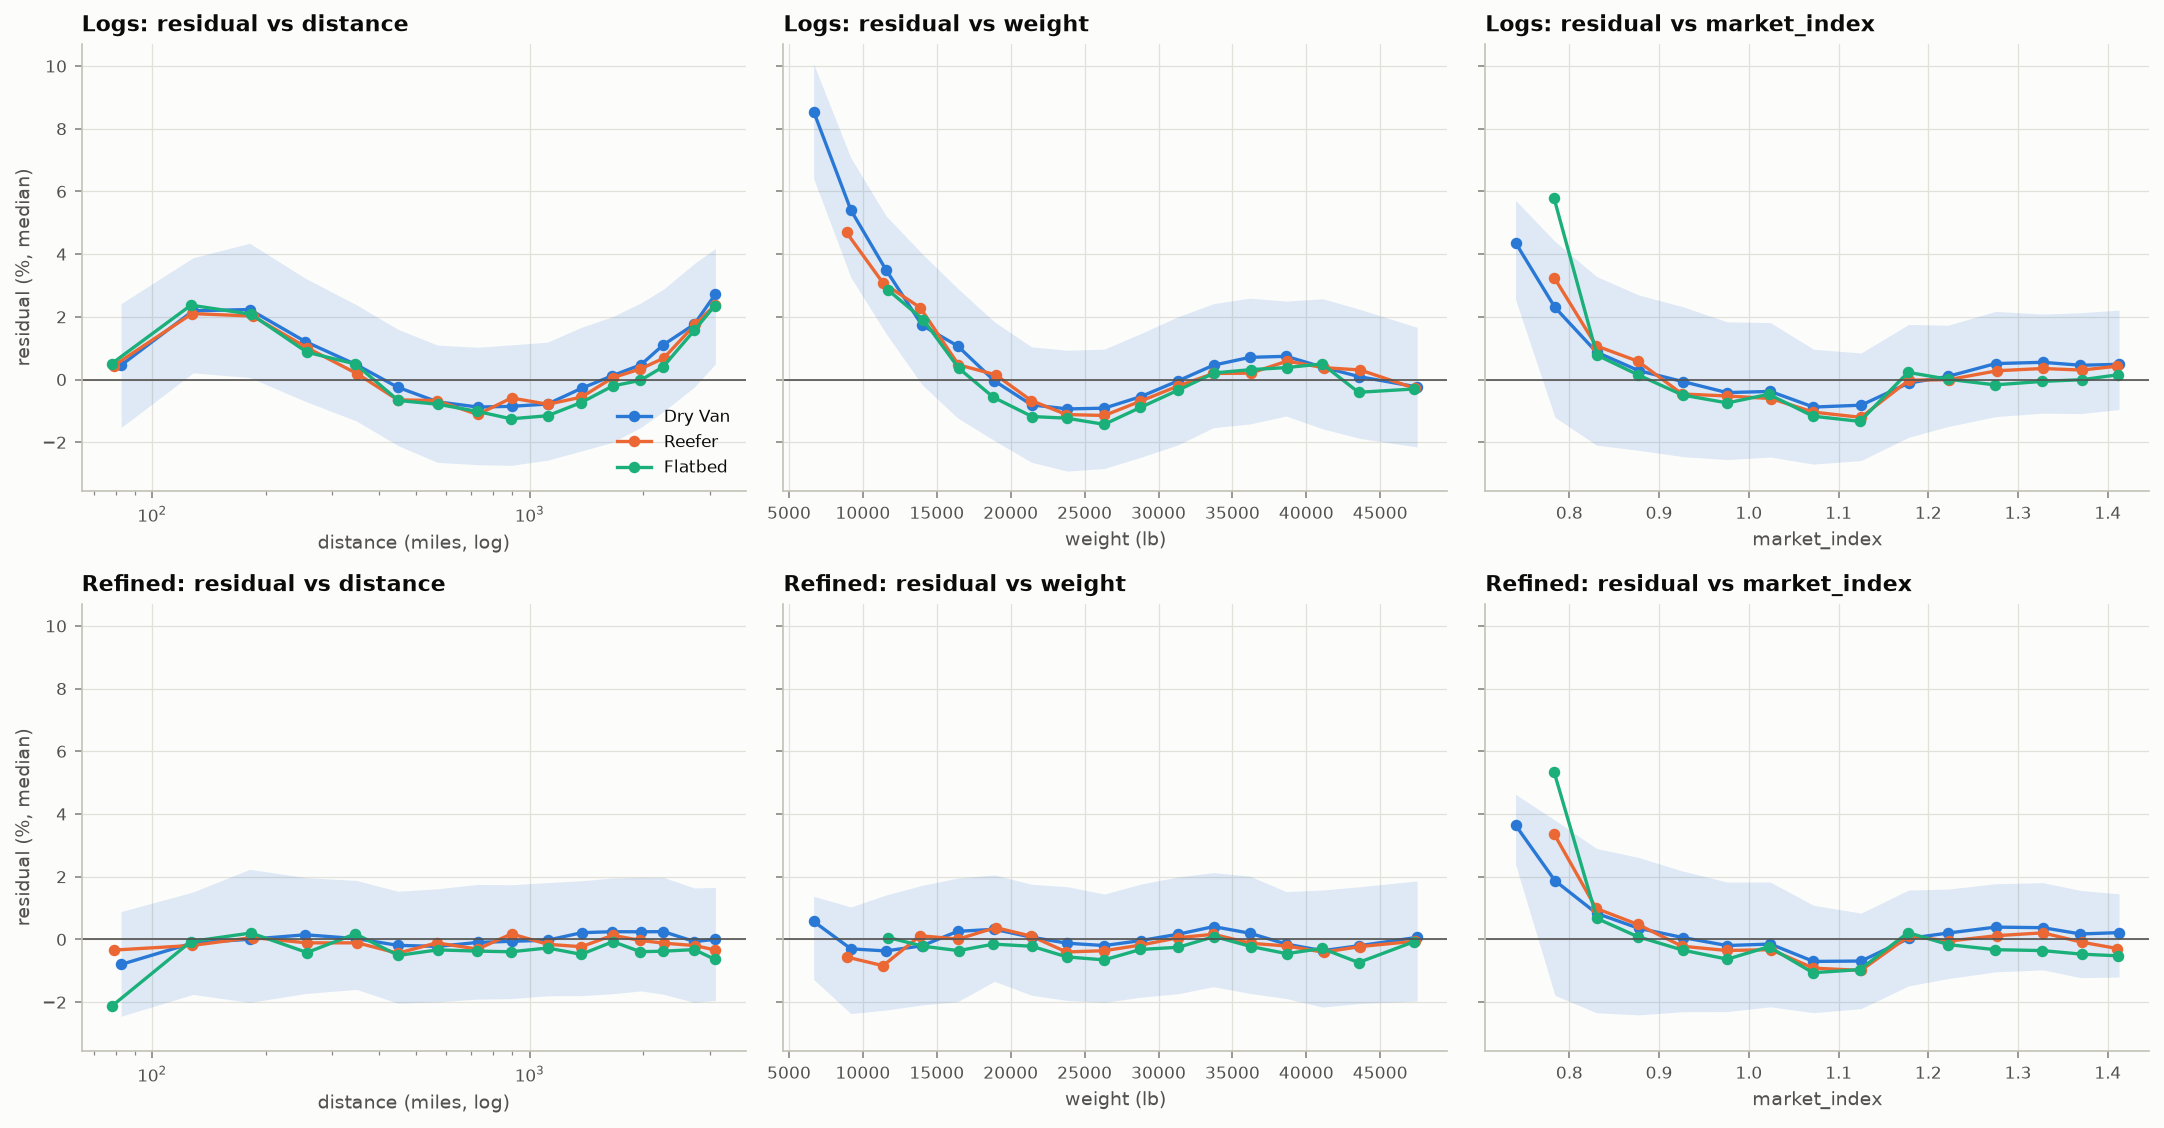 Logs: residual vs distance
Logs: residual vs weight
Logs: residual vs market_index
residual (%, median)
10
8
6
4
2
0
−2
Dry Van
Reefer
Flatbed
10² 10³
5000 10000 15000 20000 25000 30000 35000 40000 45000
0.8 0.9 1.0 1.1 1.2 1.3 1.4
distance (miles, log)
weight (lb)
market_index
Refined: residual vs distance
Refined: residual vs weight
Refined: residual vs market_index
residual (%, median)
10
8
6
4
2
0
−2
10² 10³
5000 10000 15000 20000 25000 30000 35000 40000 45000
0.8 0.9 1.0 1.1 1.2 1.3 1.4
distance (miles, log)
weight (lb)
market_index